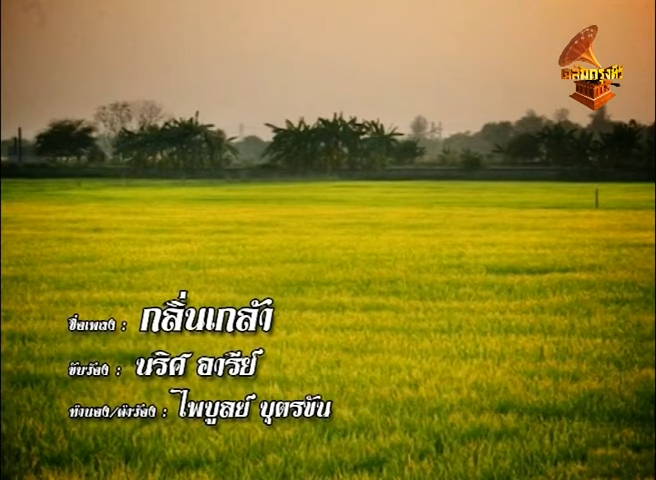 ชื่อเพลง : กลิ่นเกล้า
ขับร้อง : นริศ อารีย์
ทำนอง/คำร้อง : ไพบูลย์ บุตรขัน